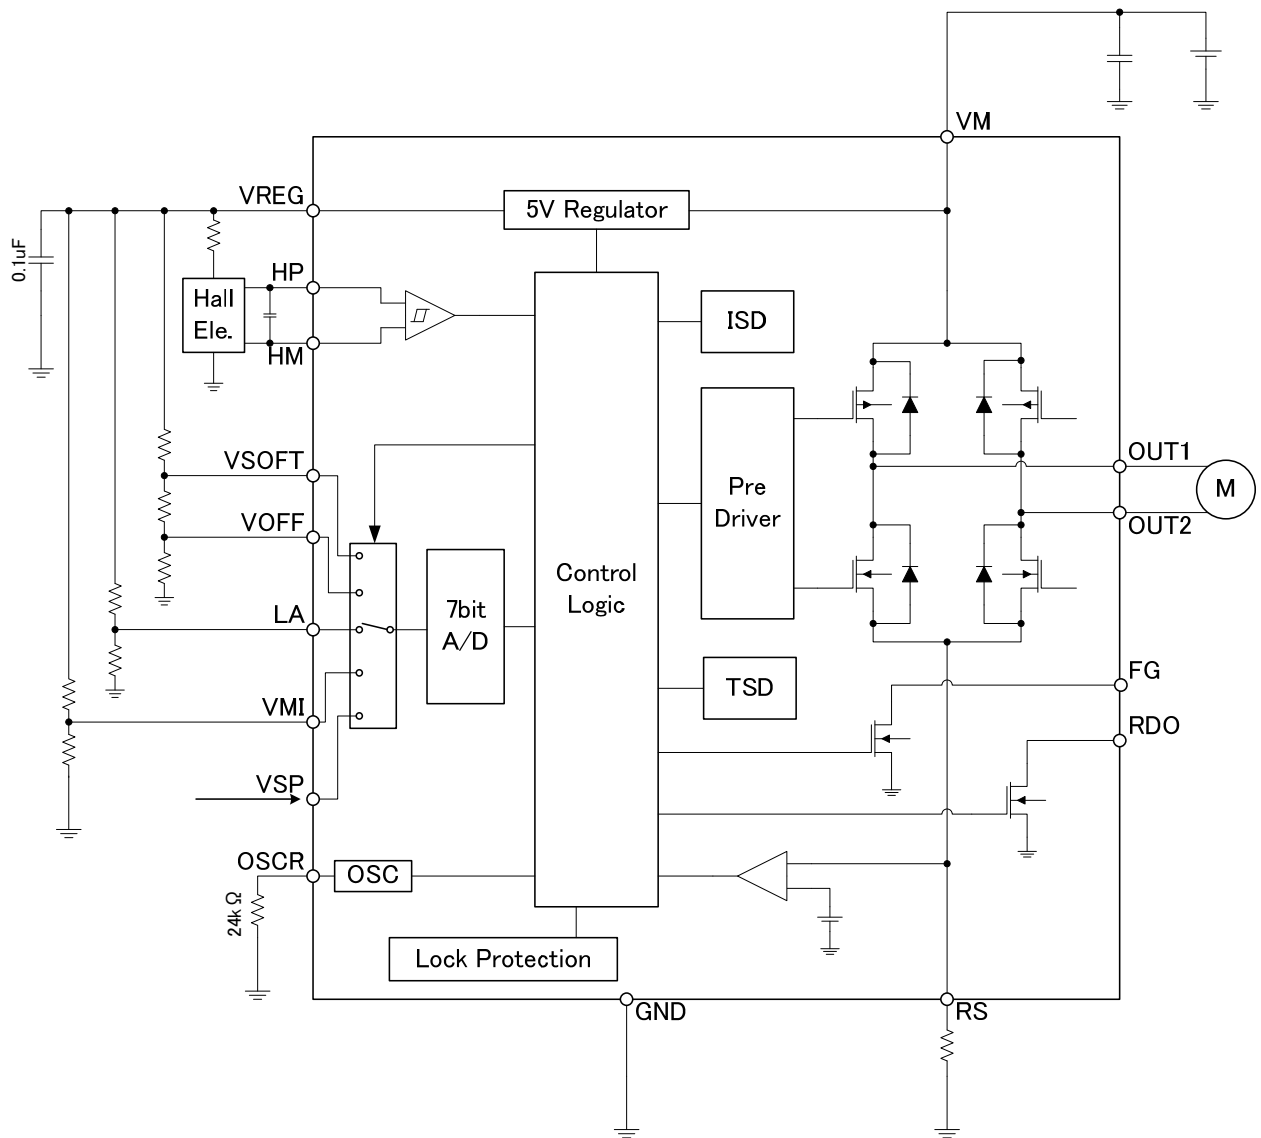 VM
VREG
5V Regulator
0.1uF
HP
Hall
Ele.
HM
ISD
VSOFT
VOFF
LA
VMI
VSP
7bit
A/D
Control
Logic
Pre
Driver
OUT1
M
OUT2
TSD
FG
RDO
OSCR
OSC
24kΩ
Lock Protection
GND
RS